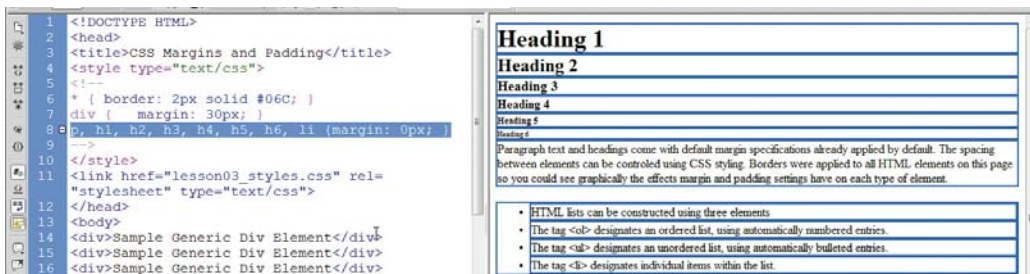 1 <!DOCTYPE HTML>
2 <head>
3 <title>CSS Margins and Padding</title>
4 <style type="text/css">
5 <!--
6 * { border: 2px solid #06C; }
7 div {   margin: 30px; }
8 p, h1, h2, h3, h4, h5, h6, li {margin: 0px; }
9 -->
10 </style>
11 <link href="lesson03_styles.css" rel=
"stylesheet" type="text/css">
12 </head>
13 <body>
14 <div>Sample Generic Div Element</div>
15 <div>Sample Generic Div Element</div>
16 <div>Sample Generic Div Element</div>
Heading 1
Heading 2
Heading 3
Heading 4
Heading 5
Heading 6
Paragraph text and headings come with default margin specifications already applied by default. The spacing
between elements can be controled using CSS styling. Borders were applied to all HTML elements on this page
so you could see graphically the effects margin and padding settings have on each type of element.
• HTML lists can be constructed using three elements
• The tag <ol> designates an ordered list, using automatically numbered entries.
• The tag <ul> designates an unordered list, using automatically bulleted entries.
• The tag <li> designates individual items within the list.